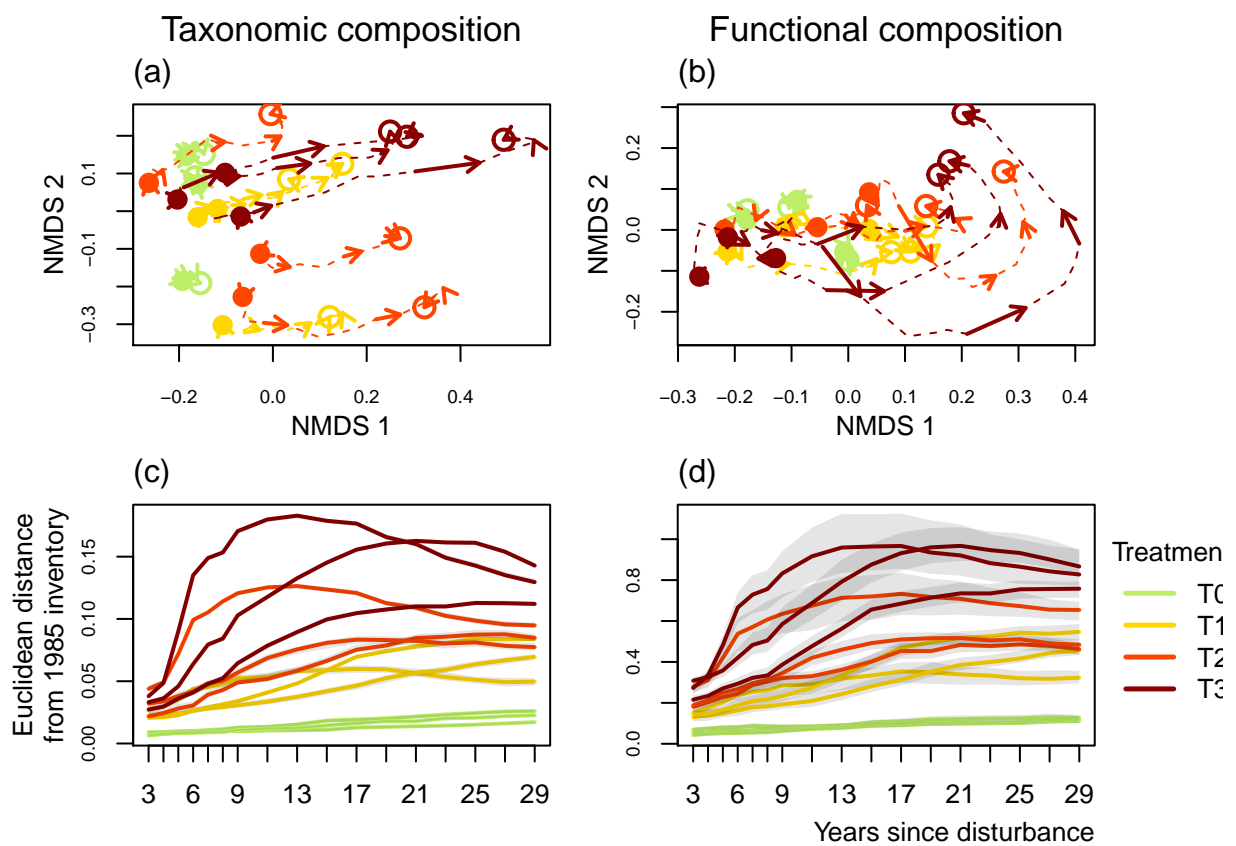 Taxonomic composition
Functional composition
(a)
(b)
NMDS 2
0.1
−0.1
−0.3
−0.2
0.0
0.2
0.4
NMDS 1
NMDS 2
0.2
0.0
−0.2
−0.3
−0.2
−0.1
0.0
0.1
0.2
0.3
0.4
NMDS 1
(c)
(d)
Euclidean distance
from 1985 inventory
0.15
0.10
0.05
0.00
3
6
9
13
17
21
25
29
0.8
0.4
0.0
3
6
9
13
17
21
25
29
Years since disturbance
Treatmen
T0
T1
T2
T3